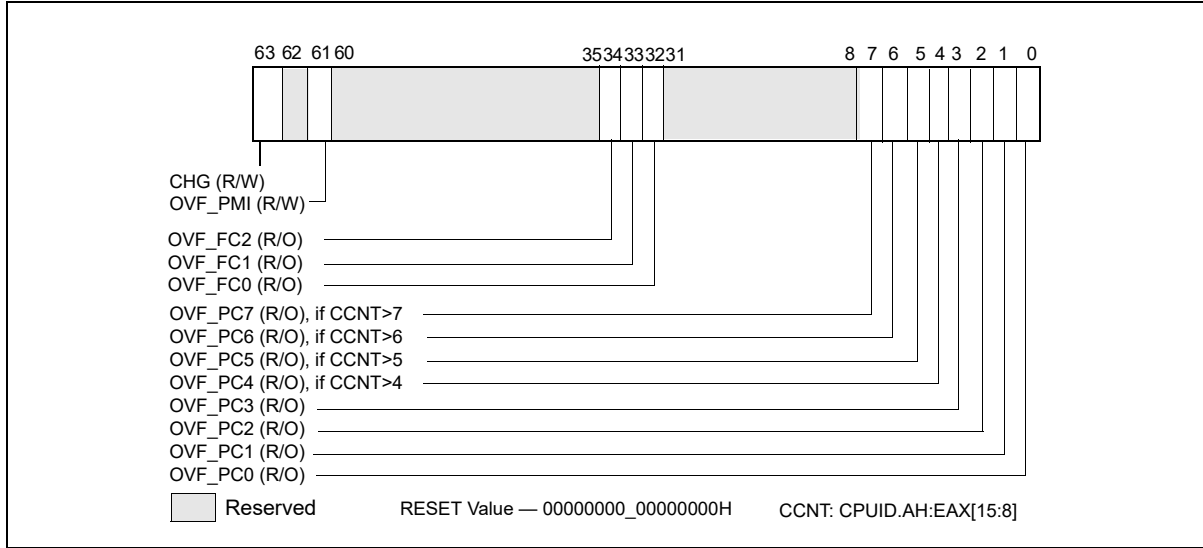 63 62 61 60 35 34 33 32 31 8 7 6 5 4 3 2 1 0
CHG (R/W)
OVF_PMI (R/W)
OVF_FC2 (R/O)
OVF_FC1 (R/O)
OVF_FC0 (R/O)
OVF_PC7 (R/O), if CCNT>7
OVF_PC6 (R/O), if CCNT>6
OVF_PC5 (R/O), if CCNT>5
OVF_PC4 (R/O), if CCNT>4
OVF_PC3 (R/O)
OVF_PC2 (R/O)
OVF_PC1 (R/O)
OVF_PC0 (R/O)
Reserved RESET Value — 00000000_00000000H CCNT: CPUID.AH:EAX[15:8]